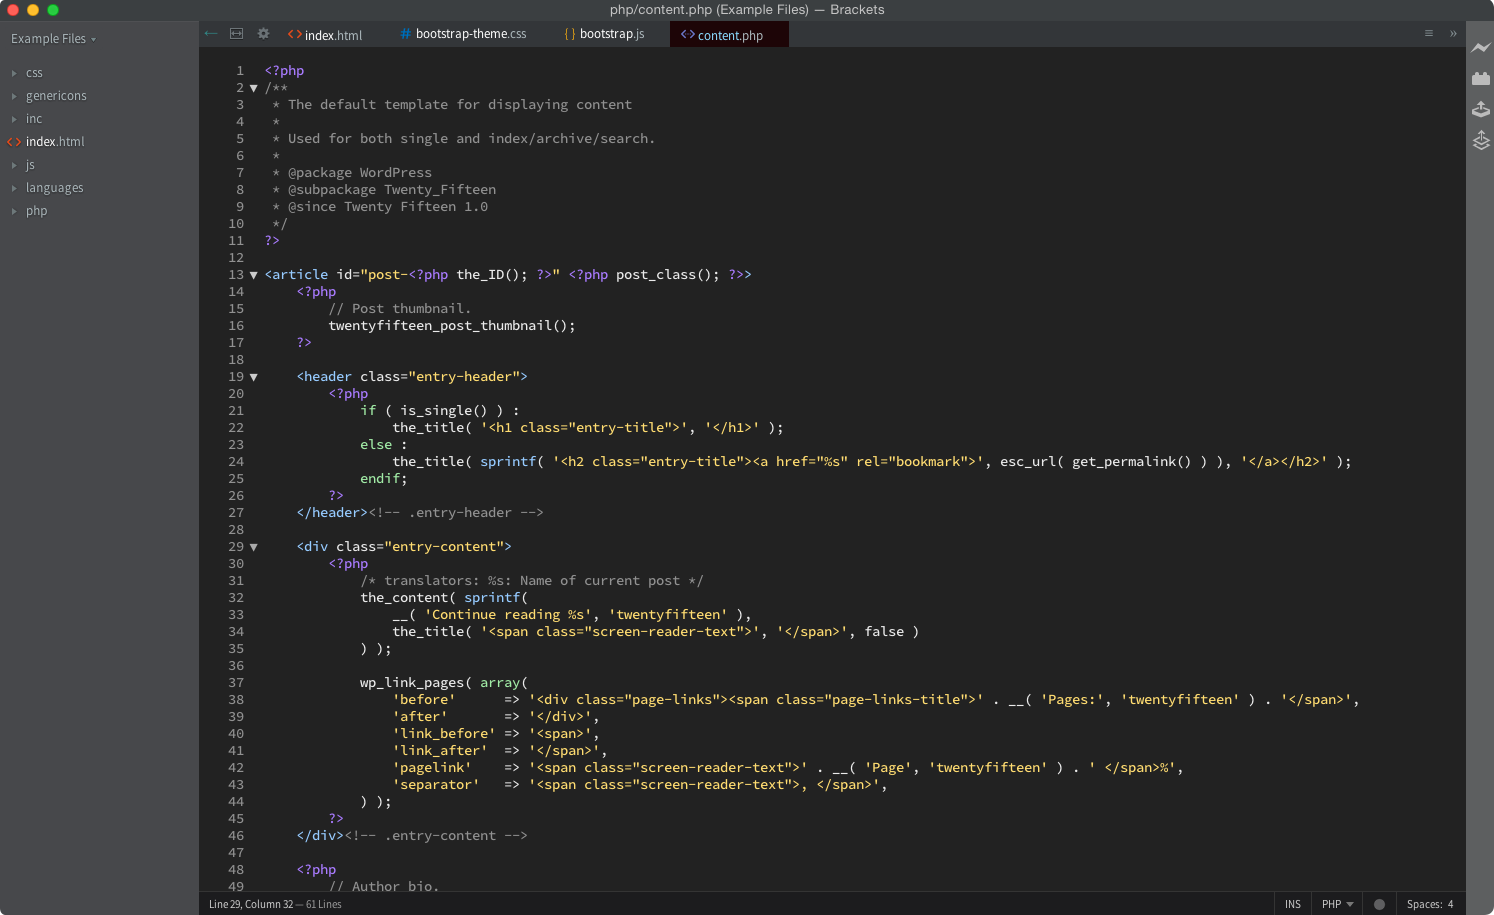 php/content.php (Example Files) — Brackets
Example Files
css
genericons
inc
index.html
js
languages
php
index.html
bootstrap-theme.css
bootstrap.js
content.php
1 <?php
2 /**
3  * The default template for displaying content
4  *
5  * Used for both single and index/archive/search.
6  *
7  * @package WordPress
8  * @subpackage Twenty_Fifteen
9  * @since Twenty Fifteen 1.0
10  */
11 ?>
12
13 <article id="post-<?php the_ID(); ?>" <?php post_class(); ?>>
14     <?php
15         // Post thumbnail.
16         twentyfifteen_post_thumbnail();
17     ?>
18
19     <header class="entry-header">
20         <?php
21             if ( is_single() ) :
22                 the_title( '<h1 class="entry-title">', '</h1>' );
23             else :
24                 the_title( sprintf( '<h2 class="entry-title"><a href="%s" rel="bookmark">', esc_url( get_permalink() ) ), '</a></h2>' );
25             endif;
26         ?>
27     </header><!-- .entry-header -->
28
29     <div class="entry-content">
30         <?php
31             /* translators: %s: Name of current post */
32             the_content( sprintf(
33                 __( 'Continue reading %s', 'twentyfifteen' ),
34                 the_title( '<span class="screen-reader-text">', '</span>', false )
35             ) );
36
37             wp_link_pages( array(
38                 'before'      => '<div class="page-links"><span class="page-links-title">' . __( 'Pages:', 'twentyfifteen' ) . '</span>',
39                 'after'       => '</div>',
40                 'link_before' => '<span>',
41                 'link_after'  => '</span>',
42                 'pagelink'    => '<span class="screen-reader-text">' . __( 'Page', 'twentyfifteen' ) . ' </span>%',
43                 'separator'   => '<span class="screen-reader-text">, </span>',
44             ) );
45         ?>
46     </div><!-- .entry-content -->
47
48     <?php
49         // Author bio.
Line 29, Column 32 — 61 Lines
INS
PHP
Spaces: 4